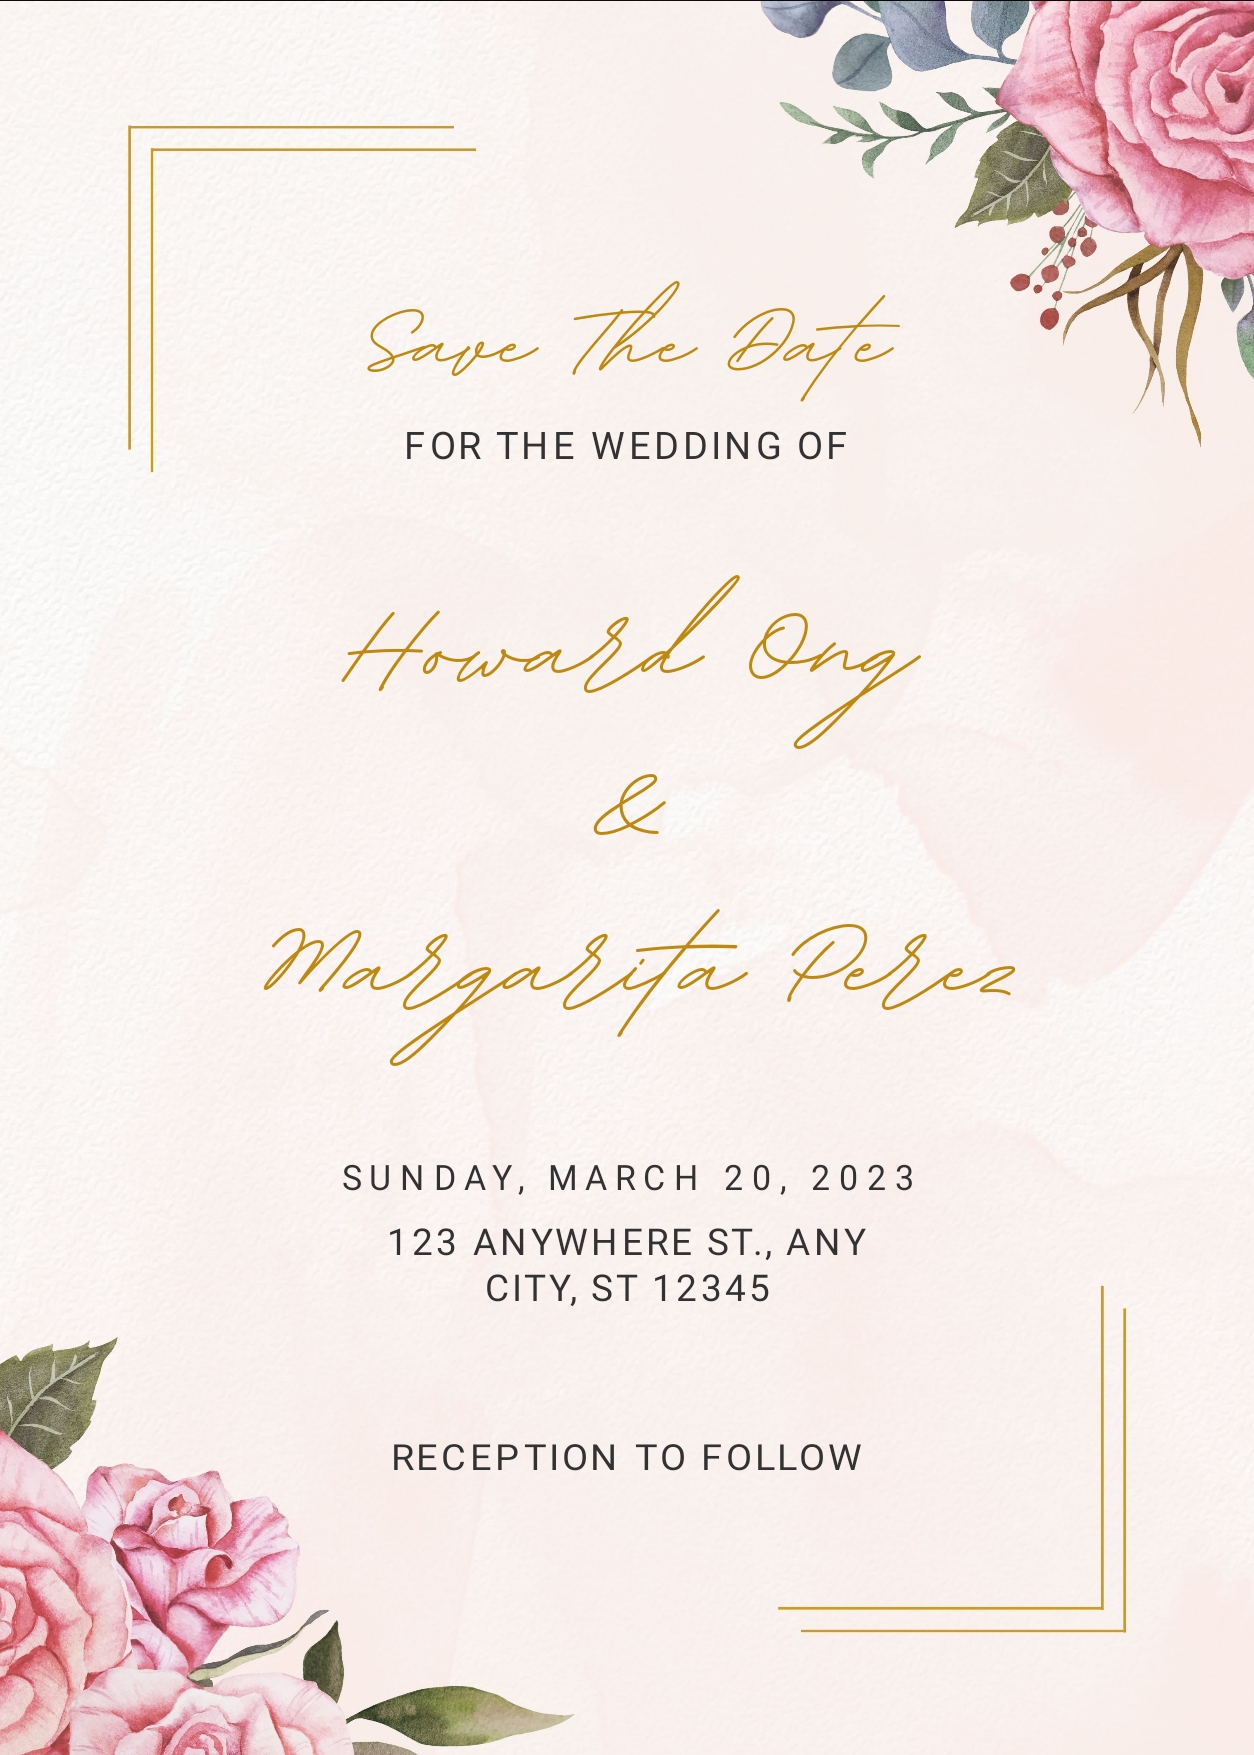 Save The Date
FOR THE WEDDING OF
Howard Ong
&
Margarita Perez
SUNDAY, MARCH 20, 2023
123 ANYWHERE ST., ANY
CITY, ST 12345
RECEPTION TO FOLLOW